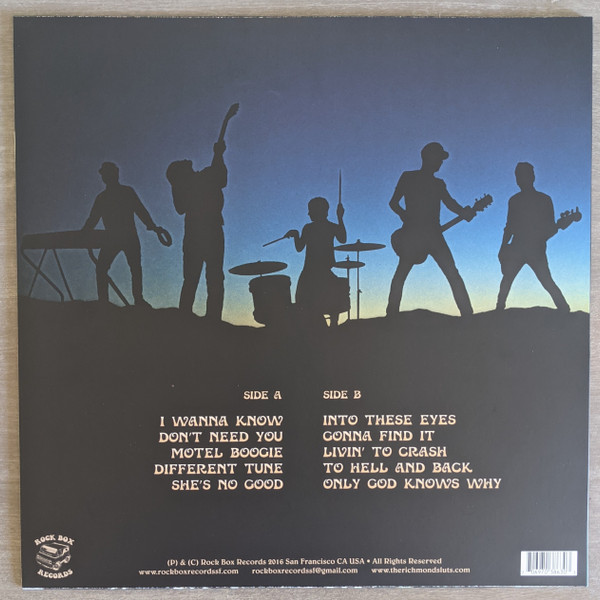 SIDE A
I WANNA KNOW
DON'T NEED YOU
MOTEL BOOGIE
DIFFERENT TUNE
SHE'S NO GOOD
SIDE B
INTO THESE EYES
GONNA FIND IT
LIVIN' TO CRASH
TO HELL AND BACK
ONLY GOD KNOWS WHY
ROCK BOX
RECORDS
(P) & (C) Rock Box Records 2016 San Francisco CA USA • All Rights Reserved
www.rockboxrecordssf.com rockboxrecordssf@gmail.com www.therichmondsluts.com